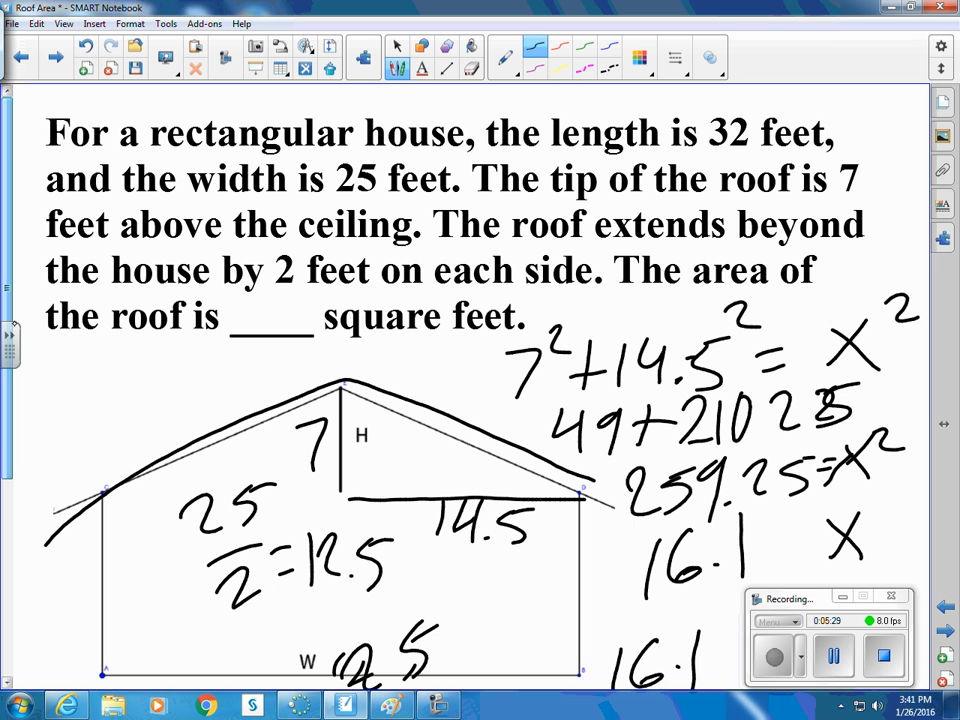 Roof Area * - SMART Notebook
File Edit View Insert Format Tools Add-ons Help
For a rectangular house, the length is 32 feet,
and the width is 25 feet. The tip of the roof is 7
feet above the ceiling. The roof extends beyond
the house by 2 feet on each side. The area of
the roof is ____ square feet.
7² + 14.5² = x²
49 + 210 25
259.25 = x²
16.1 x
16.1
7
H
25
2 = 12.5
14.5
W
25
A
B
D
Recording...
Menu
0:05:29
8.0 fps
3:41 PM
1/26/2016